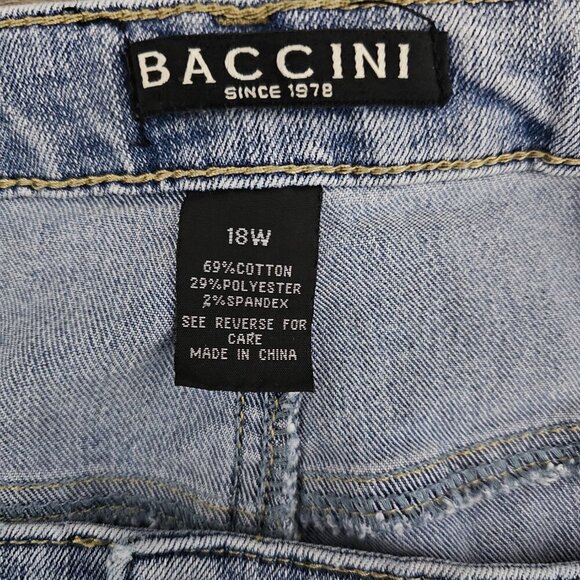 BACCINI
SINCE 1978
18W
69%COTTON
29%POLYESTER
2%SPANDEX
SEE REVERSE FOR
CARE
MADE IN CHINA